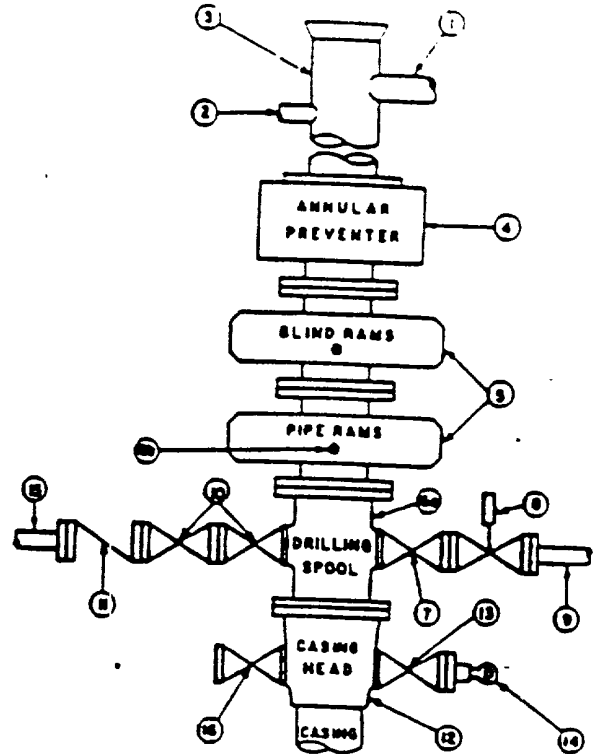 3
1
2
ANNULAR
PREVENTER
4
BLIND RAMS
5
PIPE RAMS
10
6a
8
15
DRILLING
SPOOL
11
7
9
13
CASING
HEAD
16
12
14
CASING